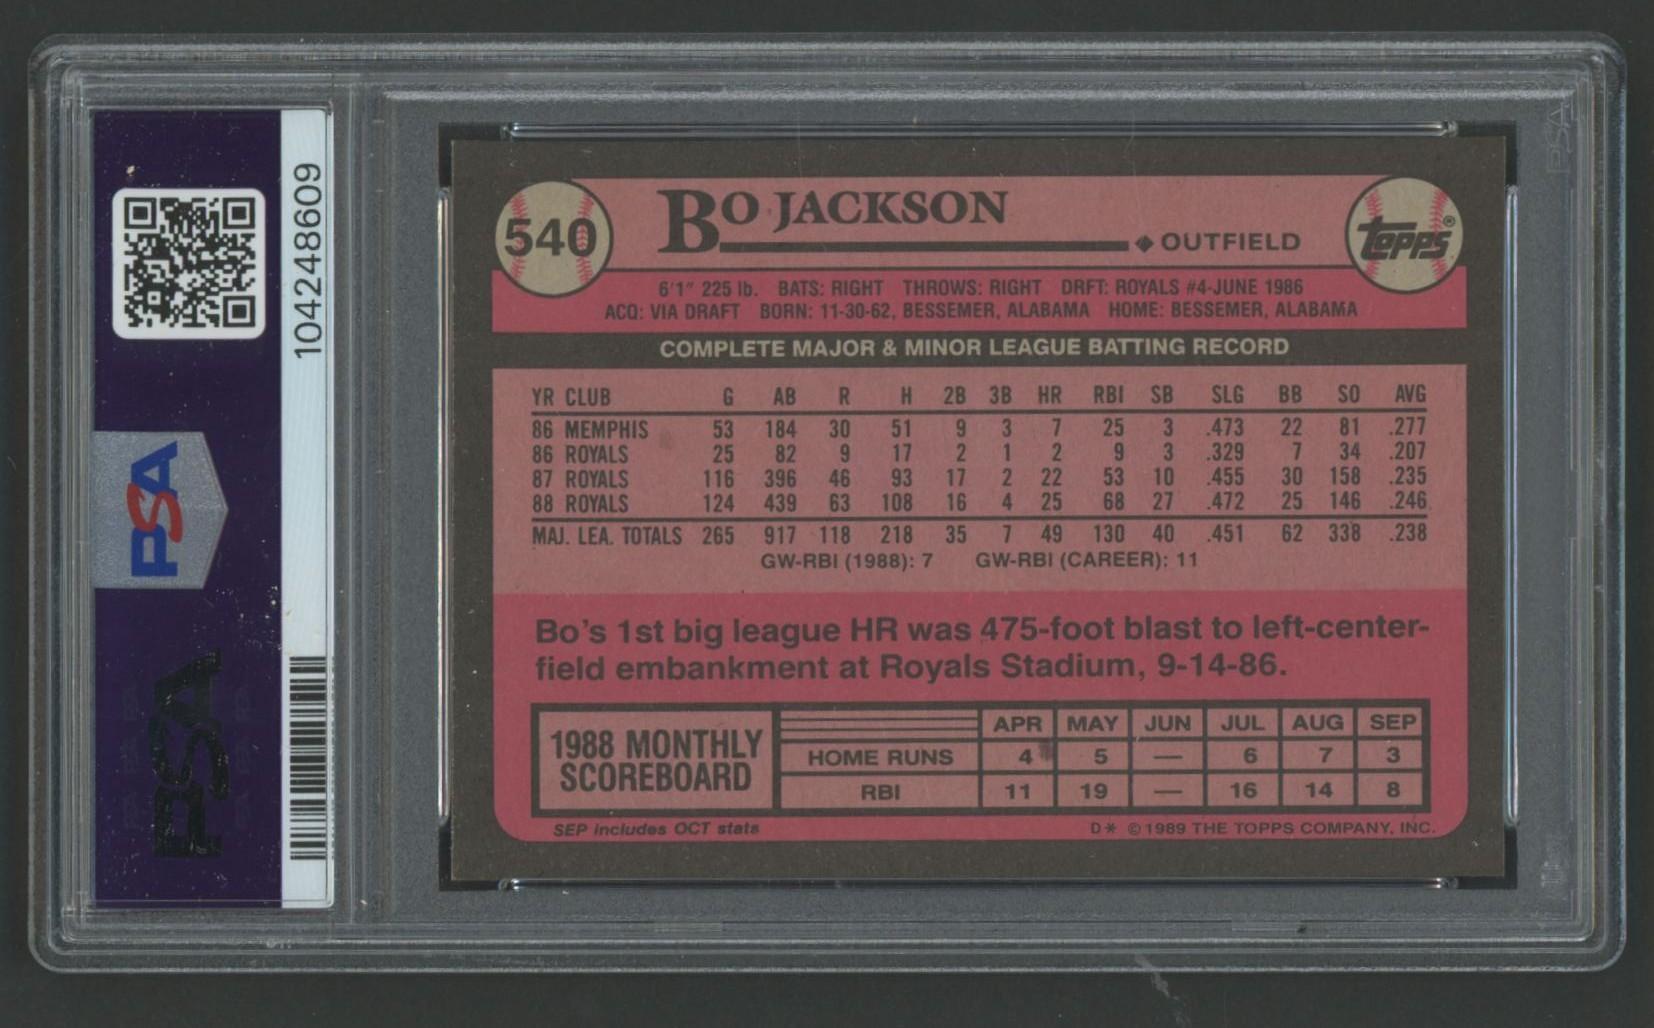 104248609
PSA
PSA
540
BO JACKSON
OUTFIELD
topps®
6'1" 225 lb. BATS: RIGHT THROWS: RIGHT DRFT: ROYALS #4-JUNE 1986
ACQ: VIA DRAFT BORN: 11-30-62, BESSEMER, ALABAMA HOME: BESSEMER, ALABAMA
COMPLETE MAJOR & MINOR LEAGUE BATTING RECORD
YR CLUB G AB R H 2B 3B HR RBI SB SLG BB SO AVG
86 MEMPHIS 53 184 30 51 9 3 7 25 3 .473 22 81 .277
86 ROYALS 25 82 9 17 2 1 2 9 3 .329 7 34 .207
87 ROYALS 116 396 46 93 17 2 22 53 10 .455 30 158 .235
88 ROYALS 124 439 63 108 16 4 25 68 27 .472 25 146 .246
MAJ. LEA. TOTALS 265 917 118 218 35 7 49 130 40 .451 62 338 .238
GW-RBI (1988): 7 GW-RBI (CAREER): 11
Bo's 1st big league HR was 475-foot blast to left-center-
field embankment at Royals Stadium, 9-14-86.
1988 MONTHLY
SCOREBOARD
APR MAY JUN JUL AUG SEP
HOME RUNS 4 5 — 6 7 3
RBI 11 19 — 16 14 8
SEP includes OCT stats
D* ©1989 THE TOPPS COMPANY, INC.
PSA